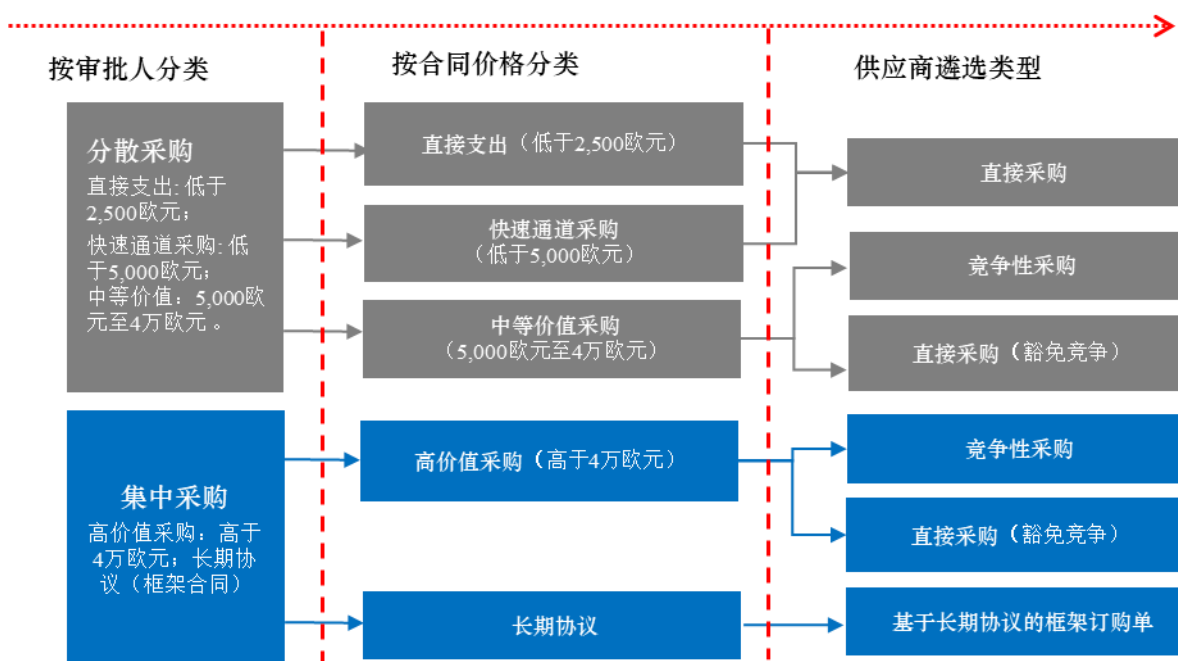 按审批人分类
按合同价格分类
供应商遴选类型
分散采购
直接支出: 低于
2,500欧元；
快速通道采购: 低
于5,000欧元；
中等价值：5,000欧
元至4万欧元 。
直接支出（低于2,500欧元）
快速通道采购
（低于5,000欧元）
中等价值采购
（5,000欧元至4万欧元）
直接采购
竞争性采购
直接采购（豁免竞争）
集中采购
高价值采购：高于
4万欧元；长期协
议（框架合同）
高价值采购（高于4万欧元）
长期协议
竞争性采购
直接采购（豁免竞争）
基于长期协议的框架订购单